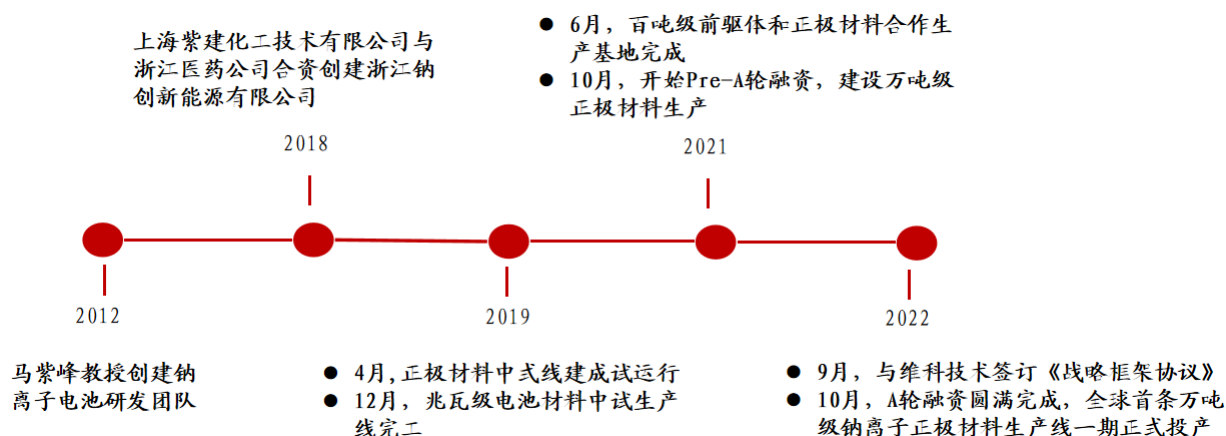 上海紫建化工技术有限公司与
浙江医药公司合资创建浙江钠
创新能源有限公司
● 6月，百吨级前驱体和正极材料合作生
产基地完成
● 10月，开始Pre-A轮融资，建设万吨级
正极材料生产
2018
2021
2012
2019
2022
马紫峰教授创建钠
离子电池研发团队
● 4月,正极材料中式线建成试运行
● 12月，兆瓦级电池材料中试生产
线完工
● 9月，与维科技术签订《战略框架协议》
● 10月，A轮融资圆满完成，全球首条万吨
级钠离子正极材料生产线一期正式投产